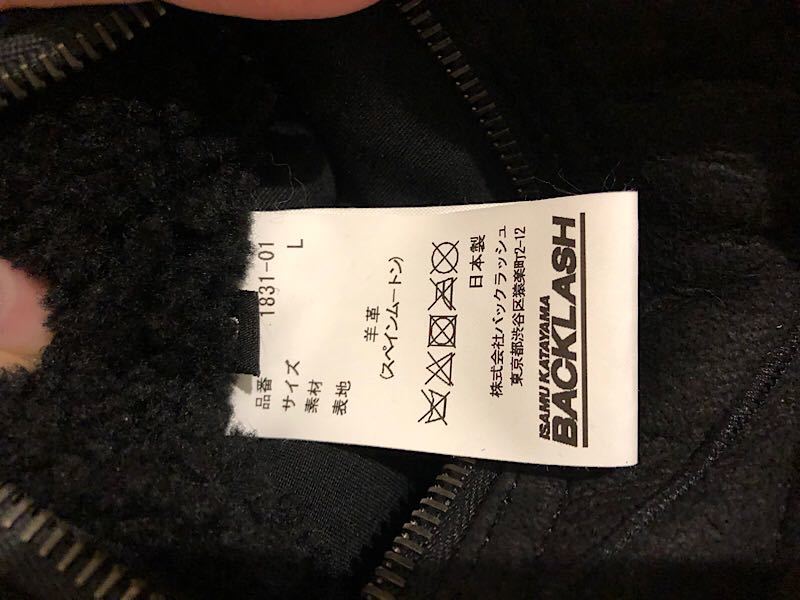 品番 1831-01
サイズ L
素材
表地 羊革
(スペインムートン)
日本製
株式会社バックラッシュ
東京都渋谷区猿楽町2-12
ISAMU KATAYAMA
BACKLASH